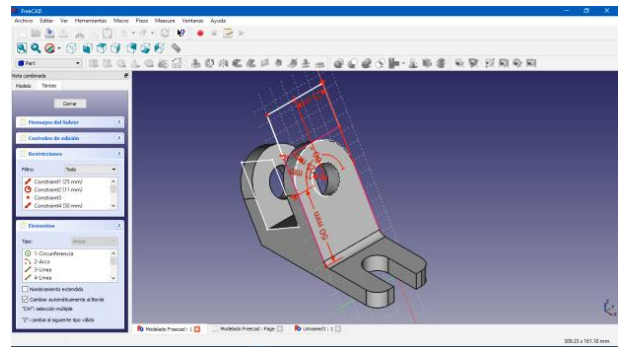 FreeCAD
Archivo Editar Ver Herramientas Macro Pieza Measure Ventanas Ayuda
Part
Vista combinada
Modelo Tareas
Cerrar
Mensajes del Solver
Controles de edición
Restricciones
Filtro: Todo
Constraint1 (25 mm)
Constraint2 (11 mm)
Constraint3
Constraint4 (50 mm)
Elementos
Tipo:
1-Circunferencia
2-Arco
3-Línea
4-Línea
Nombramiento extendido
Cambiar automáticamente al Borde
"Ctrl": selección múltiple
"Z": cambia al siguiente tipo válido
50 mm
Modelado Freecad : 1
Modelado Freecad : Page
Unnamed1 : 1
309.25 x 161.18 mm